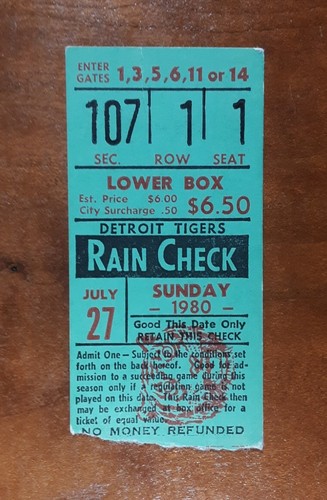 ENTER GATES 1,3,5,6,11 or 14
107 1 1
SEC. ROW SEAT
LOWER BOX
Est. Price $6.00
City Surcharge .50 $6.50
DETROIT TIGERS
RAIN CHECK
JULY 27
SUNDAY
1980
Good This Date Only
RETAIN THIS CHECK
Admit One—Subject to the conditions set
forth on the back hereof. Good for ad-
mission to a succeeding game during this
season only if a regulation game is not
played on this date. This Rain Check then
may be exchanged at box office for a
ticket of equal value.
NO MONEY REFUNDED